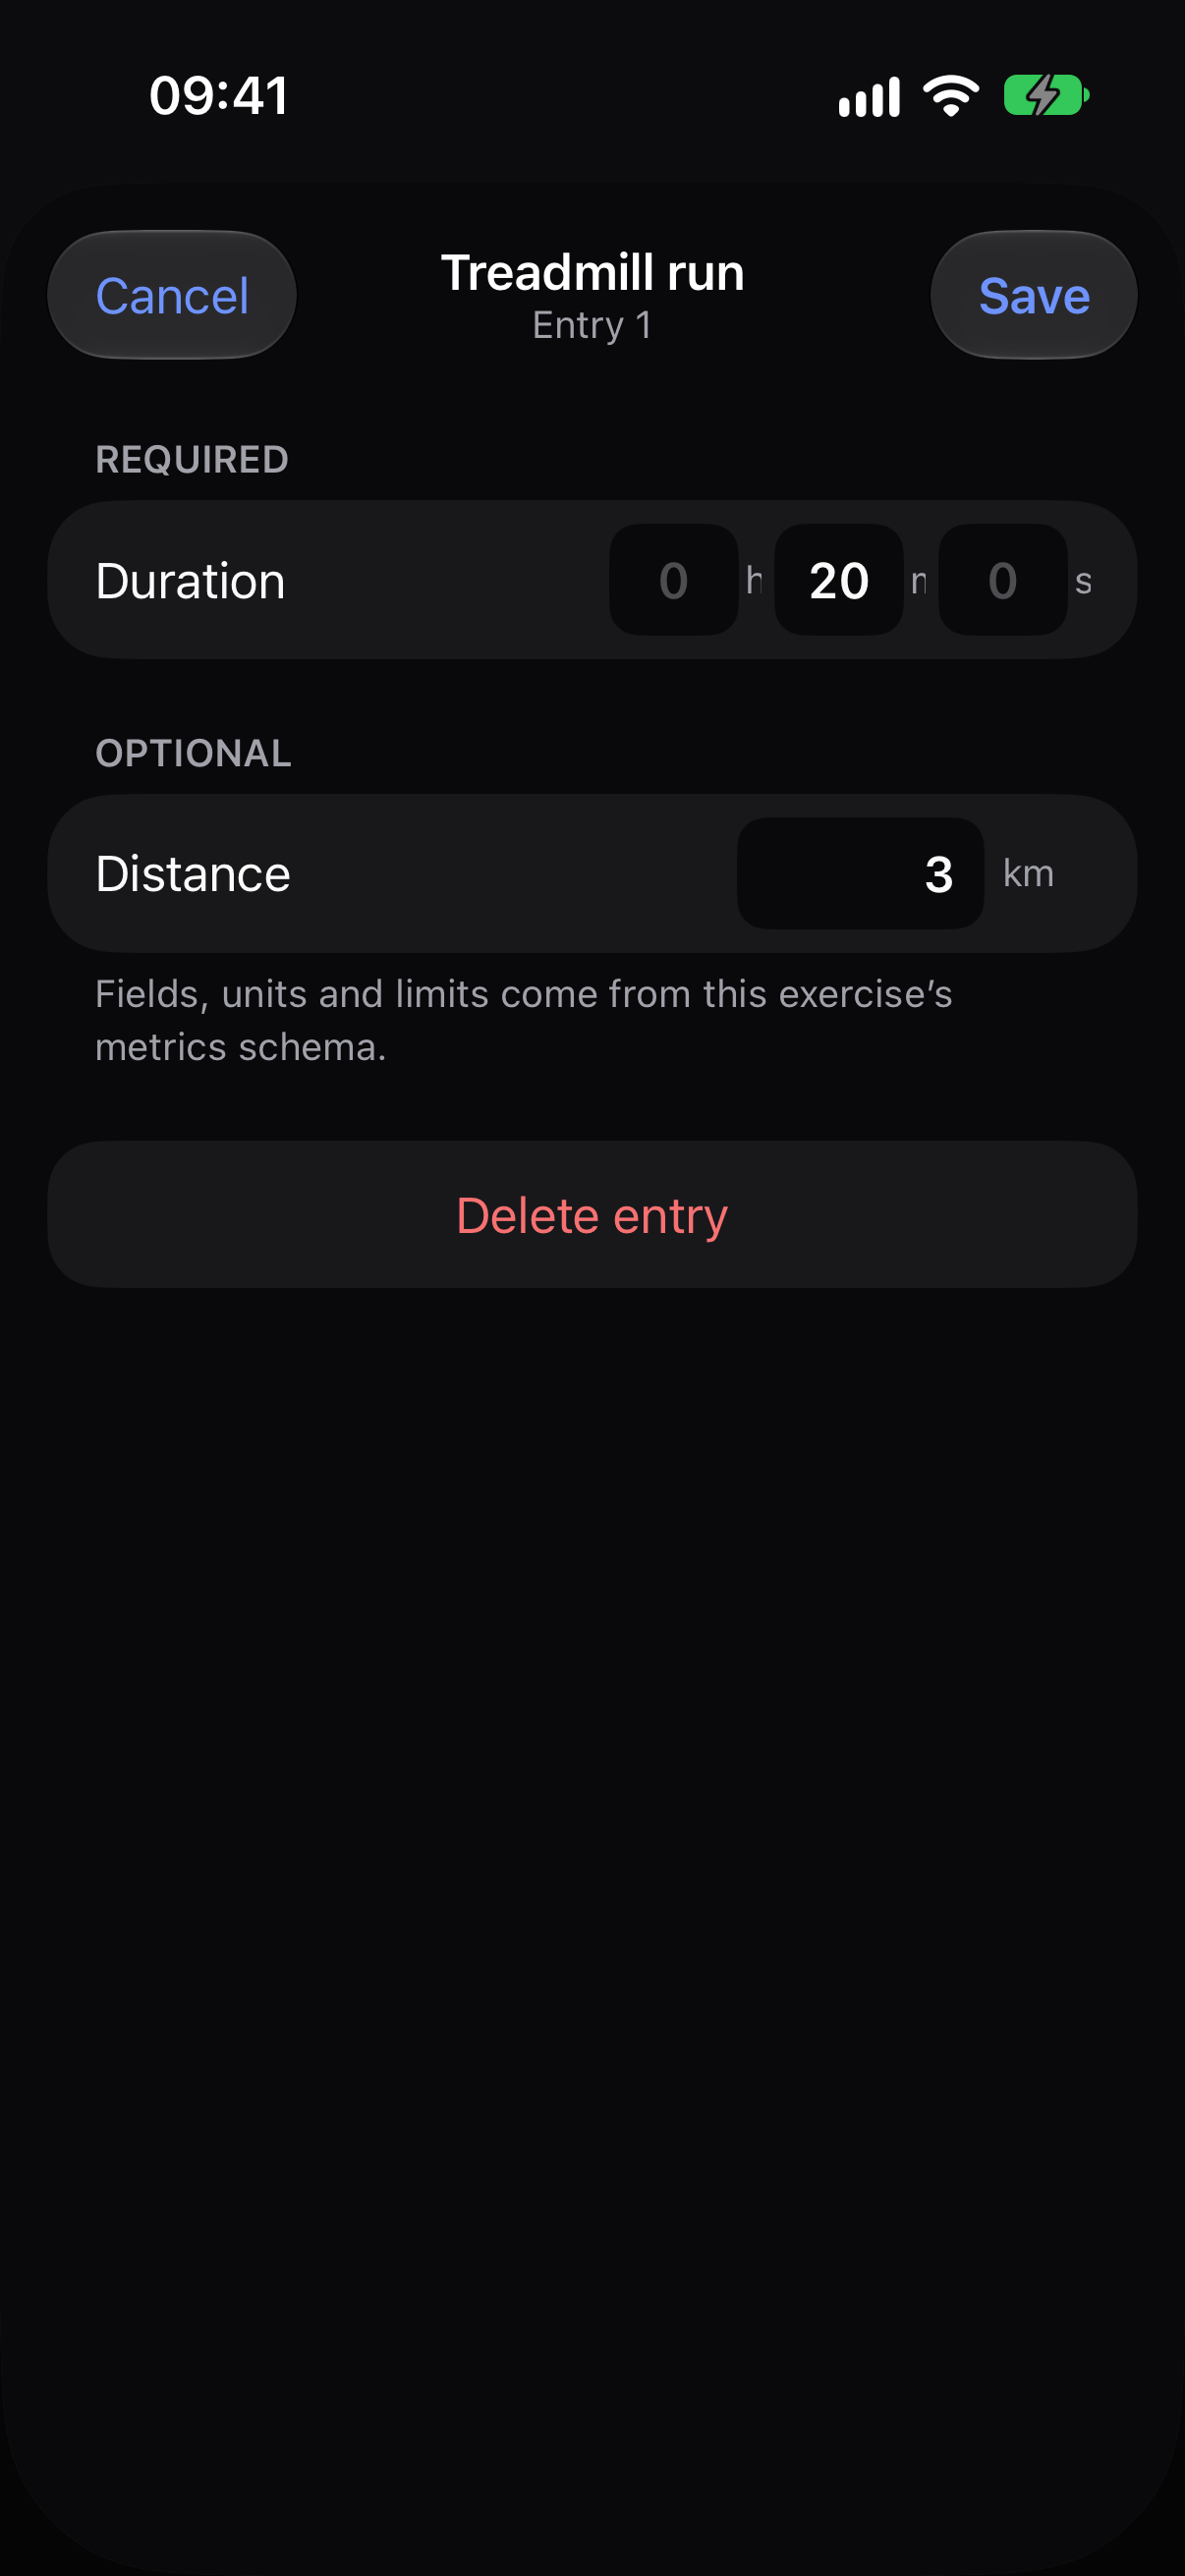 09:41
Cancel
Treadmill run
Save
Entry 1
REQUIRED
Duration 0 h 20 0 s
OPTIONAL
Distance 3 km
Fields, units and limits come from this exercise’s
metrics schema.
Delete entry